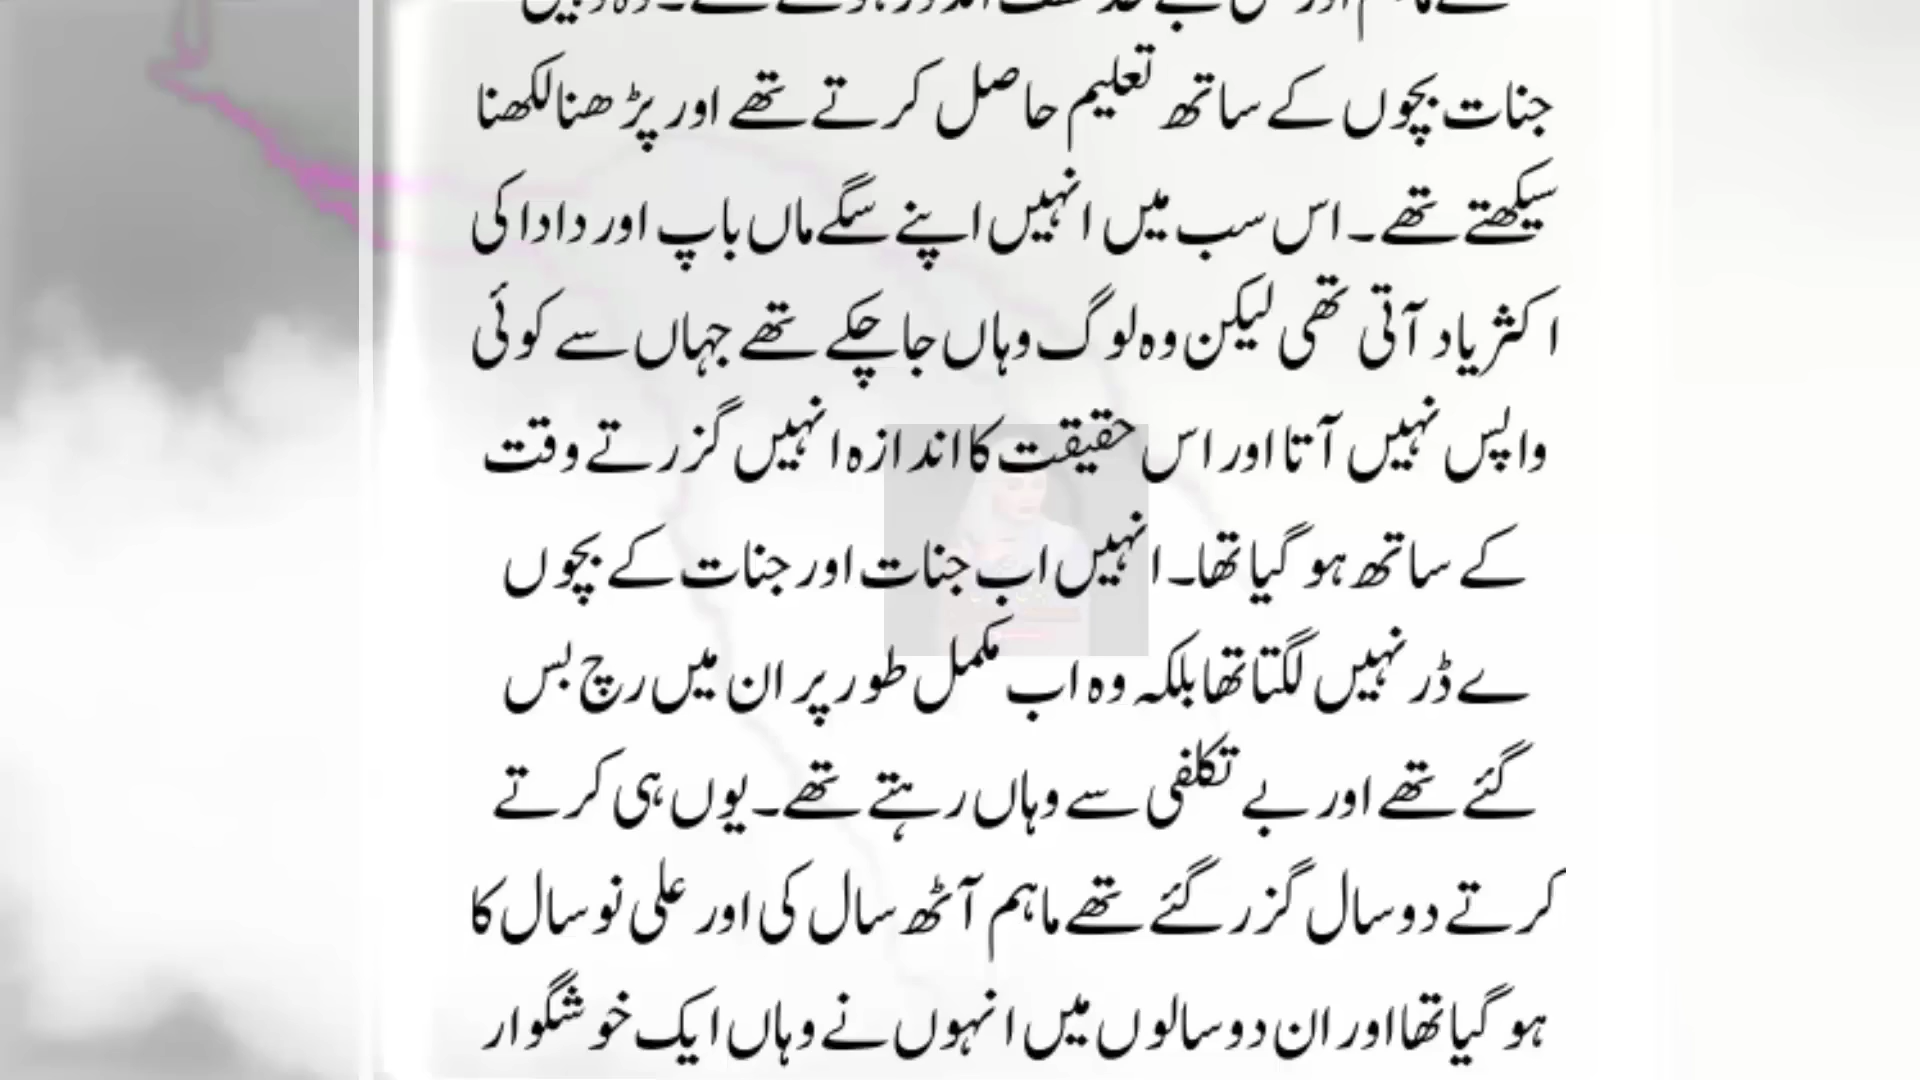 جنات بچوں کے ساتھ تعلیم حاصل کرتے تھے اور پڑھنا لکھنا
سیکھتے تھے۔ اس سب میں انہیں اپنے سگے ماں باپ اور دادا کی
اکثر یاد آتی تھی لیکن وہ لوگ وہاں جا چکے تھے جہاں سے کوئی
واپس نہیں آتا اور اس حقیقت کا اندازہ انہیں گزرتے وقت
کے ساتھ ہو گیا تھا۔ انہیں اب جنات اور جنات کے بچوں
ے ڈر نہیں لگتا تھا بلکہ وہ اب مکمل طور پر ان میں رچ بس
گئے تھے اور بے تکلفی سے وہاں رہتے تھے۔ یوں ہی کرتے
کرتے دو سال گزر گئے تھے ماہم آٹھ سال کی اور علی نو سال کا
ہو گیا تھا اور ان دو سالوں میں انہوں نے وہاں ایک خوشگوار